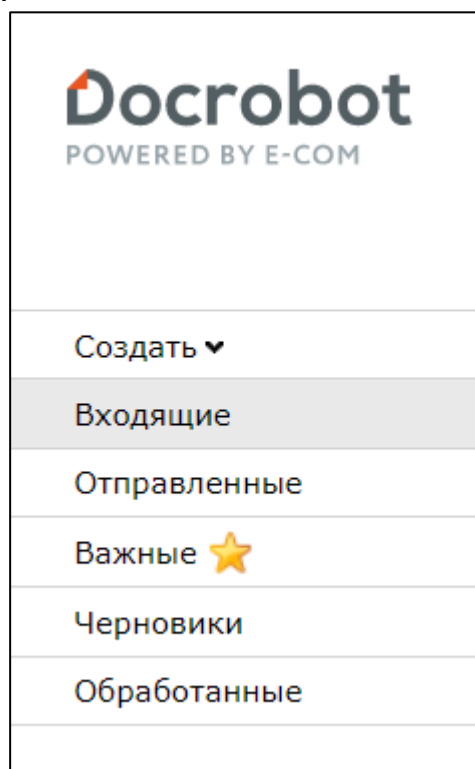 Docrobot
POWERED BY E-COM
Создать
Входящие
Отправленные
Важные
Черновики
Обработанные